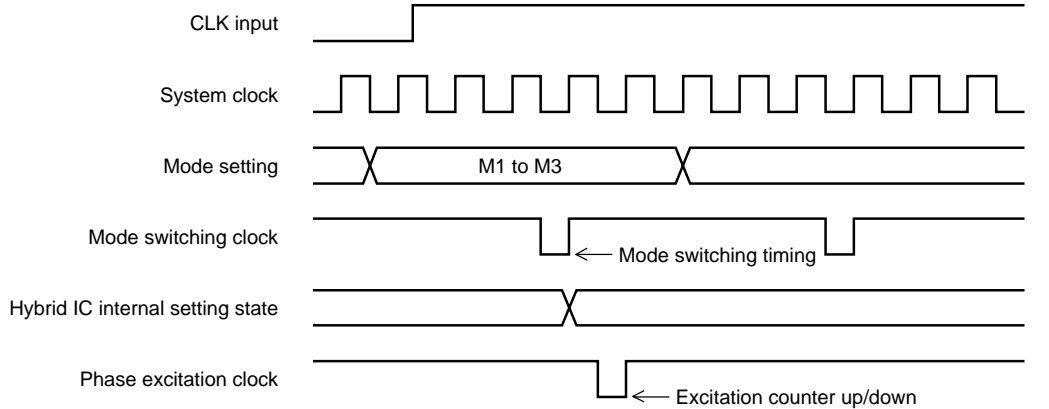 CLK input
System clock
Mode setting
M1 to M3
Mode switching clock
Mode switching timing
Hybrid IC internal setting state
Phase excitation clock
Excitation counter up/down